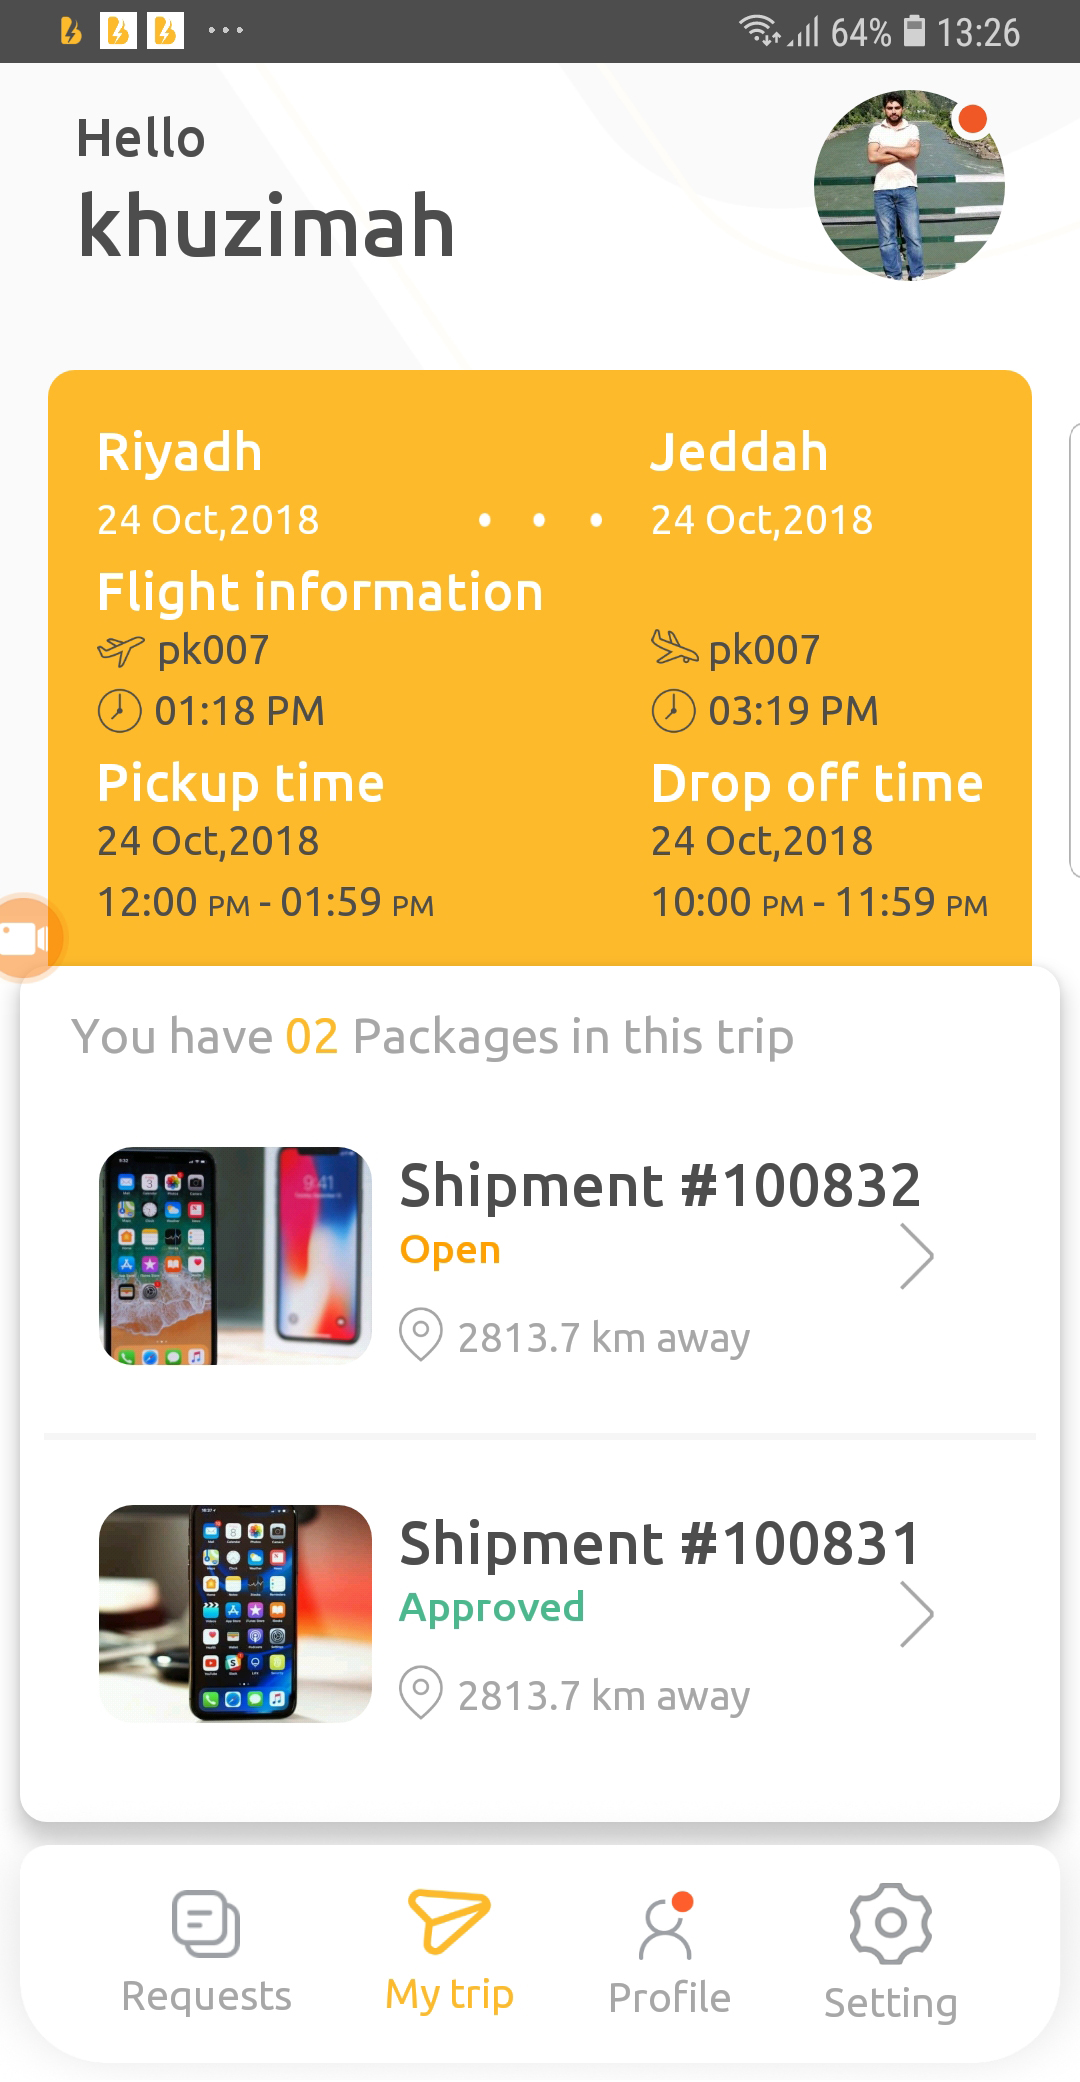 64% 13:26
Hello
khuzimah
Riyadh Jeddah
24 Oct,2018 24 Oct,2018
Flight information
pk007 pk007
01:18 PM 03:19 PM
Pickup time Drop off time
24 Oct,2018 24 Oct,2018
12:00 PM - 01:59 PM 10:00 PM - 11:59 PM
You have 02 Packages in this trip
9:41
Shipment #100832
Open
2813.7 km away
Shipment #100831
Approved
2813.7 km away
Requests My trip Profile Setting